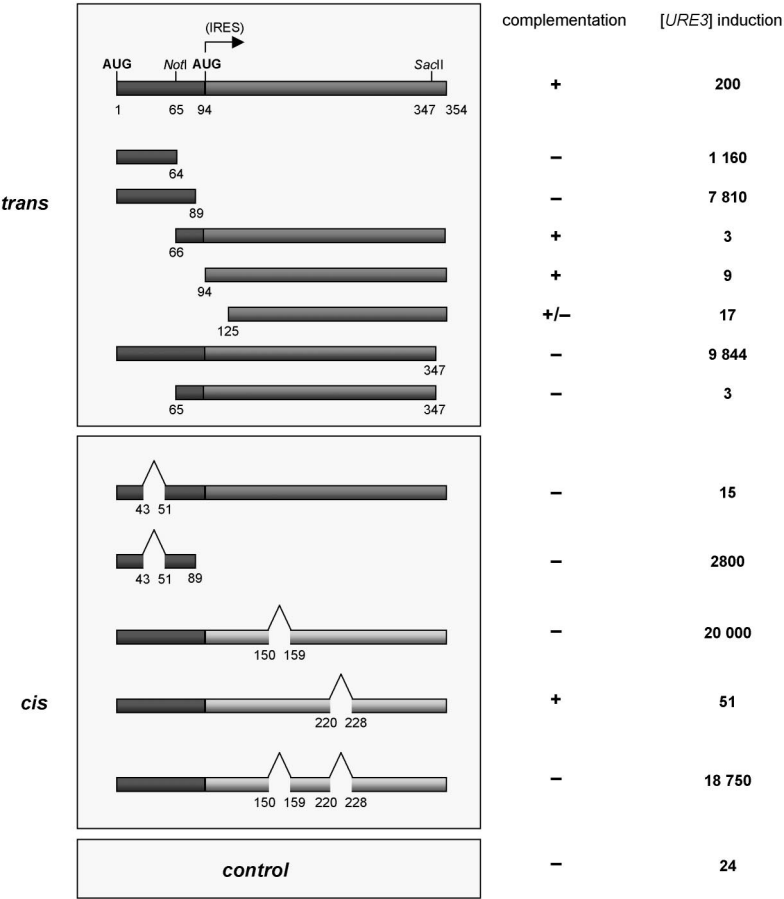 complementation [URE3] induction
(IRES)
AUG NotI AUG SacII
+ 200
1 65 94 347 354
trans
– 1 160
64
– 7 810
89
+ 3
66
+ 9
94
+/– 17
125
– 9 844
347
– 3
65 347
cis
– 15
43 51
– 2800
43 51 89
– 20 000
150 159
+ 51
220 228
– 18 750
150 159 220 228
control – 24